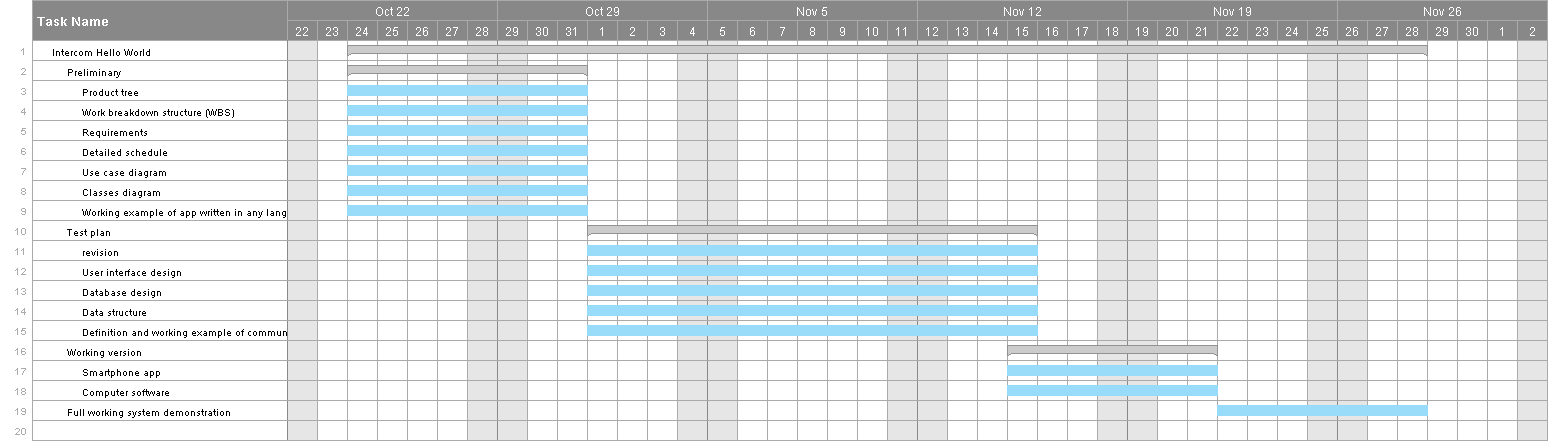 Task Name
Oct 22 Oct 29 Nov 5 Nov 12 Nov 19 Nov 26
22 23 24 25 26 27 28 29 30 31 1 2 3 4 5 6 7 8 9 10 11 12 13 14 15 16 17 18 19 20 21 22 23 24 25 26 27 28 29 30 1 2
1 Intercom Hello World
2 Preliminary
3 Product tree
4 Work breakdown structure (WBS)
5 Requirements
6 Detailed schedule
7 Use case diagram
8 Classes diagram
9 Working example of app written in any lang
10 Test plan
11 revision
12 User interface design
13 Database design
14 Data structure
15 Definition and working example of commun
16 Working version
17 Smartphone app
18 Computer software
19 Full working system demonstration
20